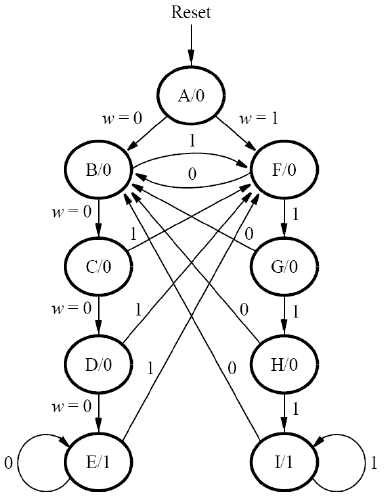 Reset
A/0
w = 0 w = 1
1
B/0 0 F/0
w = 0 1
1 0
C/0 G/0
w = 0 1 0 1
D/0 H/0
w = 0 1 0 1
0 E/1 I/1 1